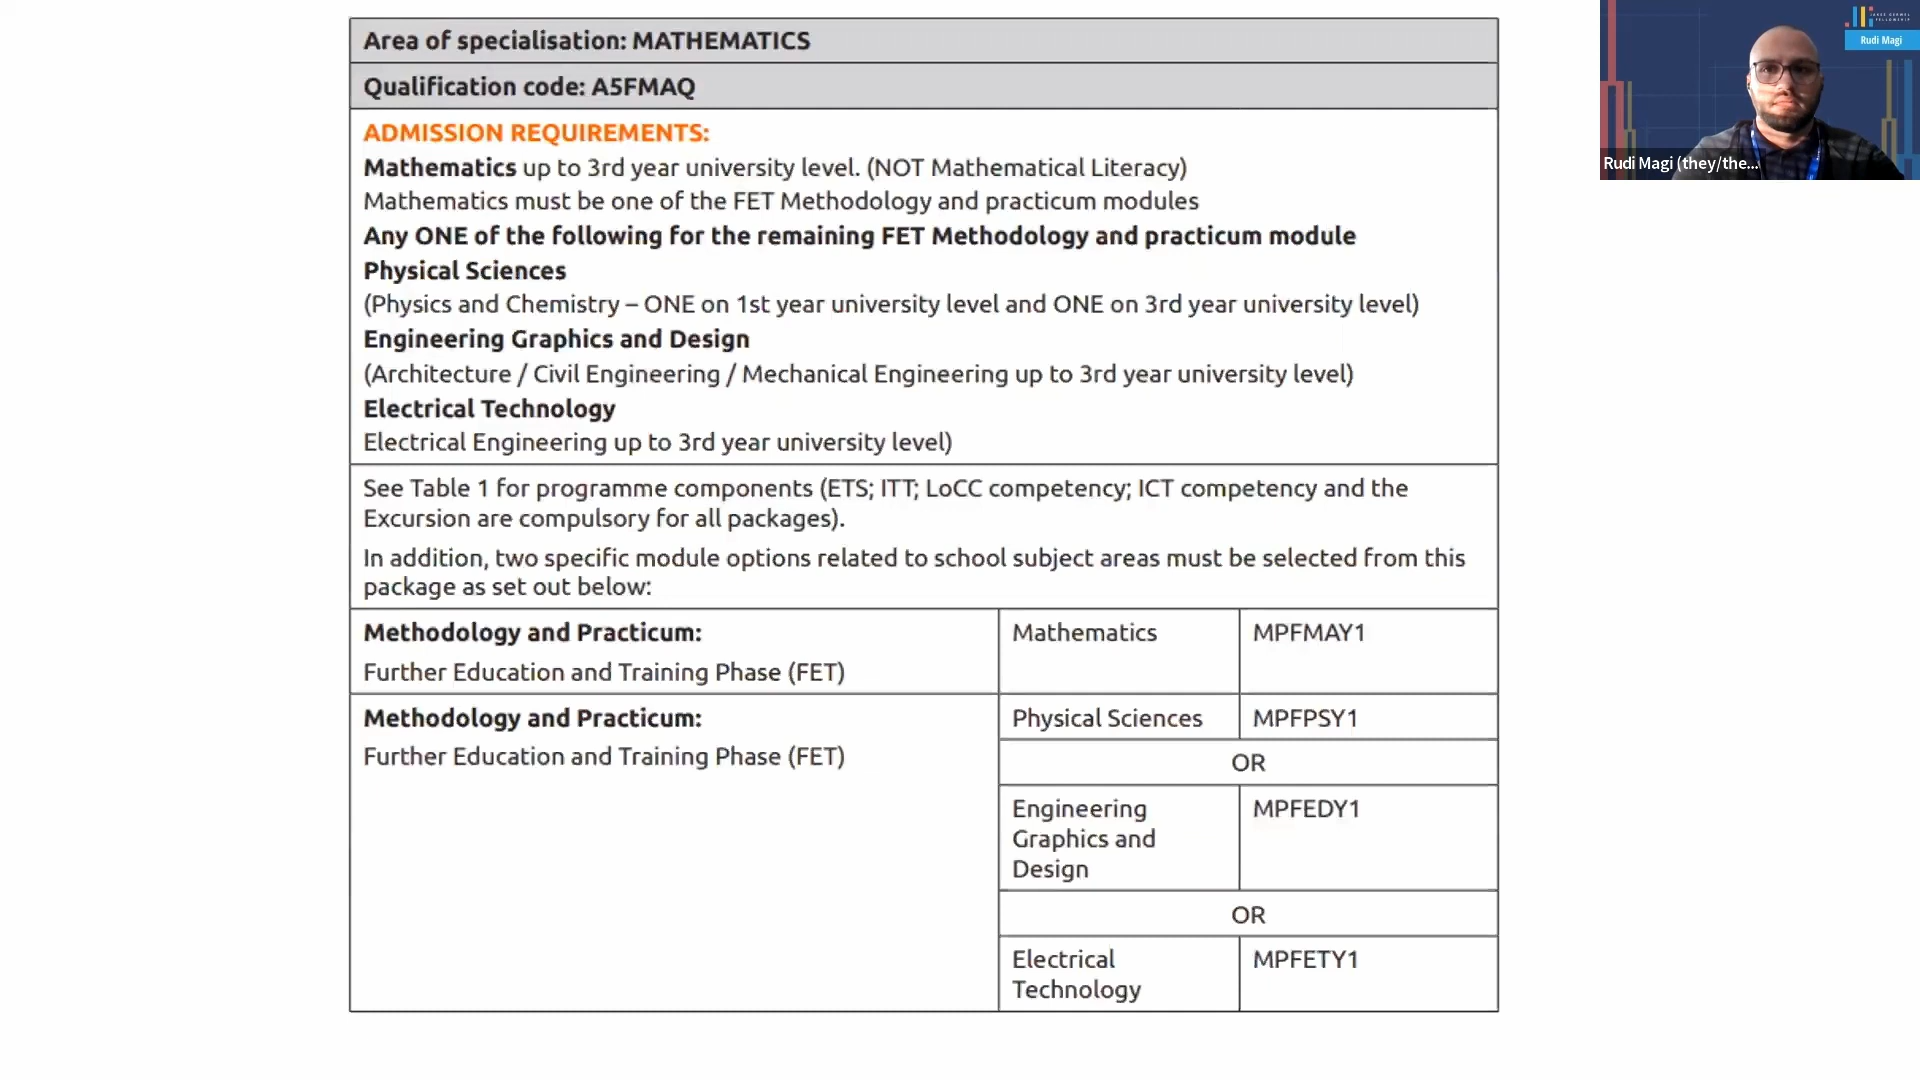 Area of specialisation: MATHEMATICS
Qualification code: A5FMAQ
ADMISSION REQUIREMENTS:
Mathematics up to 3rd year university level. (NOT Mathematical Literacy)
Mathematics must be one of the FET Methodology and practicum modules
Any ONE of the following for the remaining FET Methodology and practicum module
Physical Sciences
(Physics and Chemistry – ONE on 1st year university level and ONE on 3rd year university level)
Engineering Graphics and Design
(Architecture / Civil Engineering / Mechanical Engineering up to 3rd year university level)
Electrical Technology
Electrical Engineering up to 3rd year university level)
See Table 1 for programme components (ETS; ITT; LoCC competency; ICT competency and the
Excursion are compulsory for all packages).
In addition, two specific module options related to school subject areas must be selected from this
package as set out below:
Methodology and Practicum:
Further Education and Training Phase (FET)
Mathematics
MPFMAY1
Methodology and Practicum:
Further Education and Training Phase (FET)
Physical Sciences
MPFPSY1
OR
Engineering
Graphics and
Design
MPFEDY1
OR
Electrical
Technology
MPFETY1
Rudi Magi
Rudi Magi (they/the...